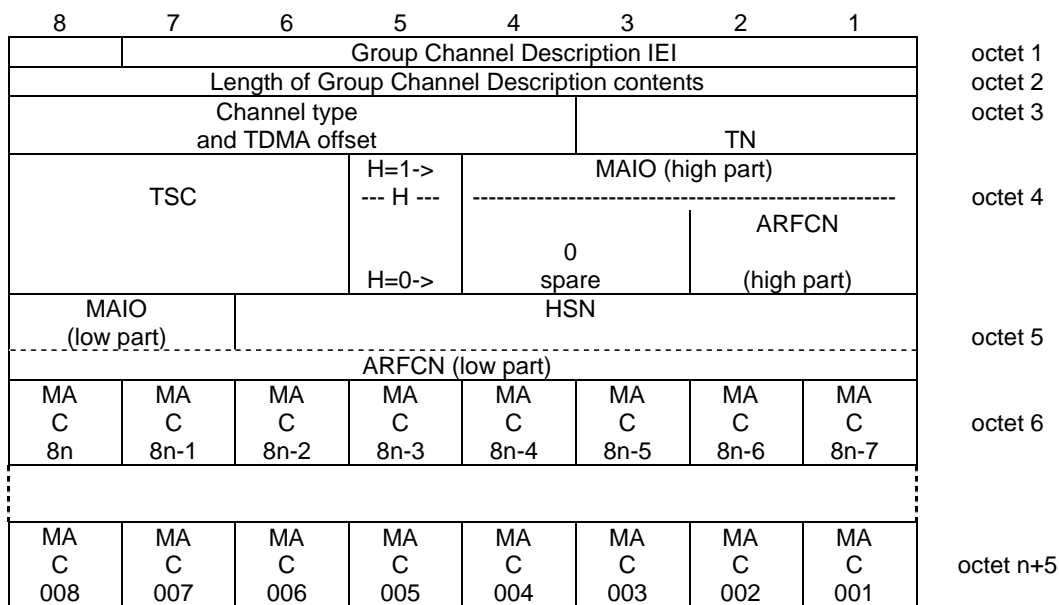 8 7 6 5 4 3 2 1
Group Channel Description IEI octet 1
Length of Group Channel Description contents octet 2
Channel type octet 3
and TDMA offset TN
H=1-> MAIO (high part)
TSC --- H --- ---------------------------------------------------- octet 4
ARFCN
0
H=0-> spare (high part)
MAIO HSN
(low part) octet 5
ARFCN (low part)
MA MA MA MA MA MA MA MA
C C C C C C C C octet 6
8n 8n-1 8n-2 8n-3 8n-4 8n-5 8n-6 8n-7
MA MA MA MA MA MA MA MA
C C C C C C C C octet n+5
008 007 006 005 004 003 002 001